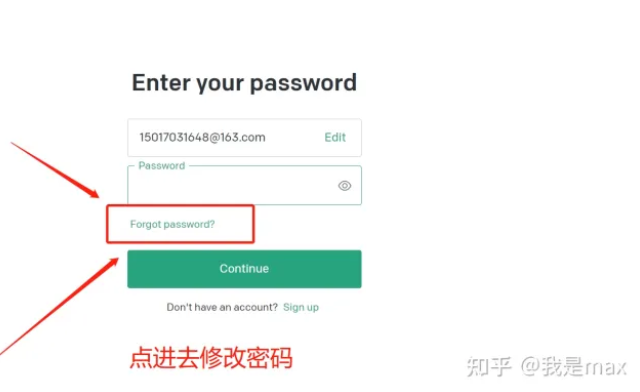 Enter your password
15017031648@163.com Edit
Password
Forgot password?
Continue
Don't have an account? Sign up
点进去修改密码
知乎 @我是max